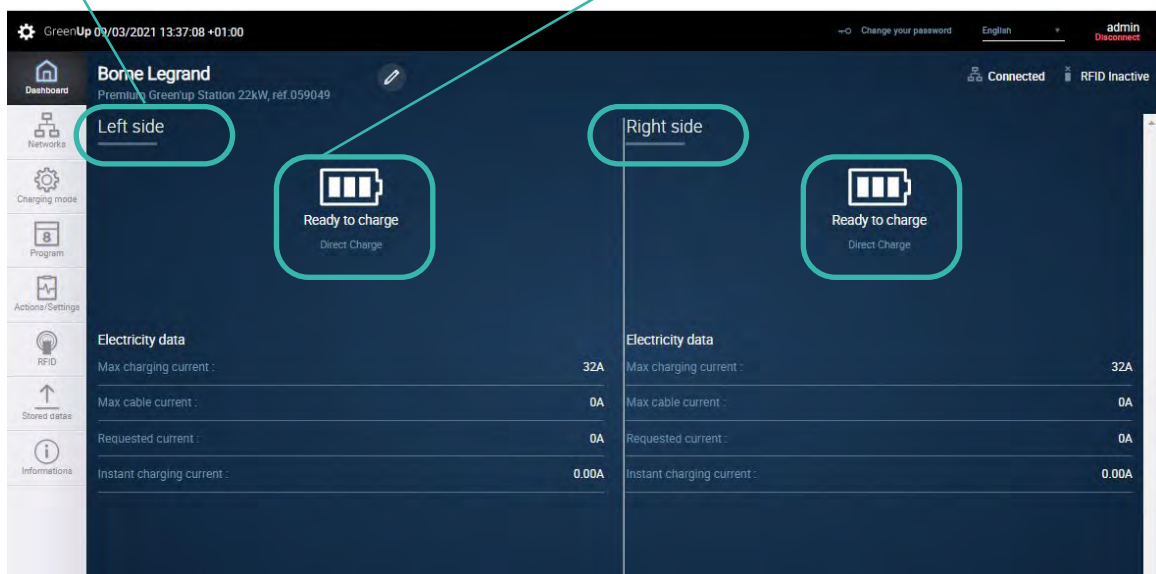 GreenUp 09/03/2021 13:37:08 +01:00
Change your password
English
admin
Disconnect
Dashboard
Borne Legrand
Premium Green'up Station 22kW, réf.059049
Connected
RFID Inactive
Networks
Charging mode
8
Program
Actions/Settings
RFID
Stored datas
Informations
Left side
Ready to charge
Direct Charge
Electricity data
Max charging current : 32A
Max cable current : 0A
Requested current : 0A
Instant charging current : 0.00A
Right side
Ready to charge
Direct Charge
Electricity data
Max charging current : 32A
Max cable current : 0A
Requested current : 0A
Instant charging current : 0.00A